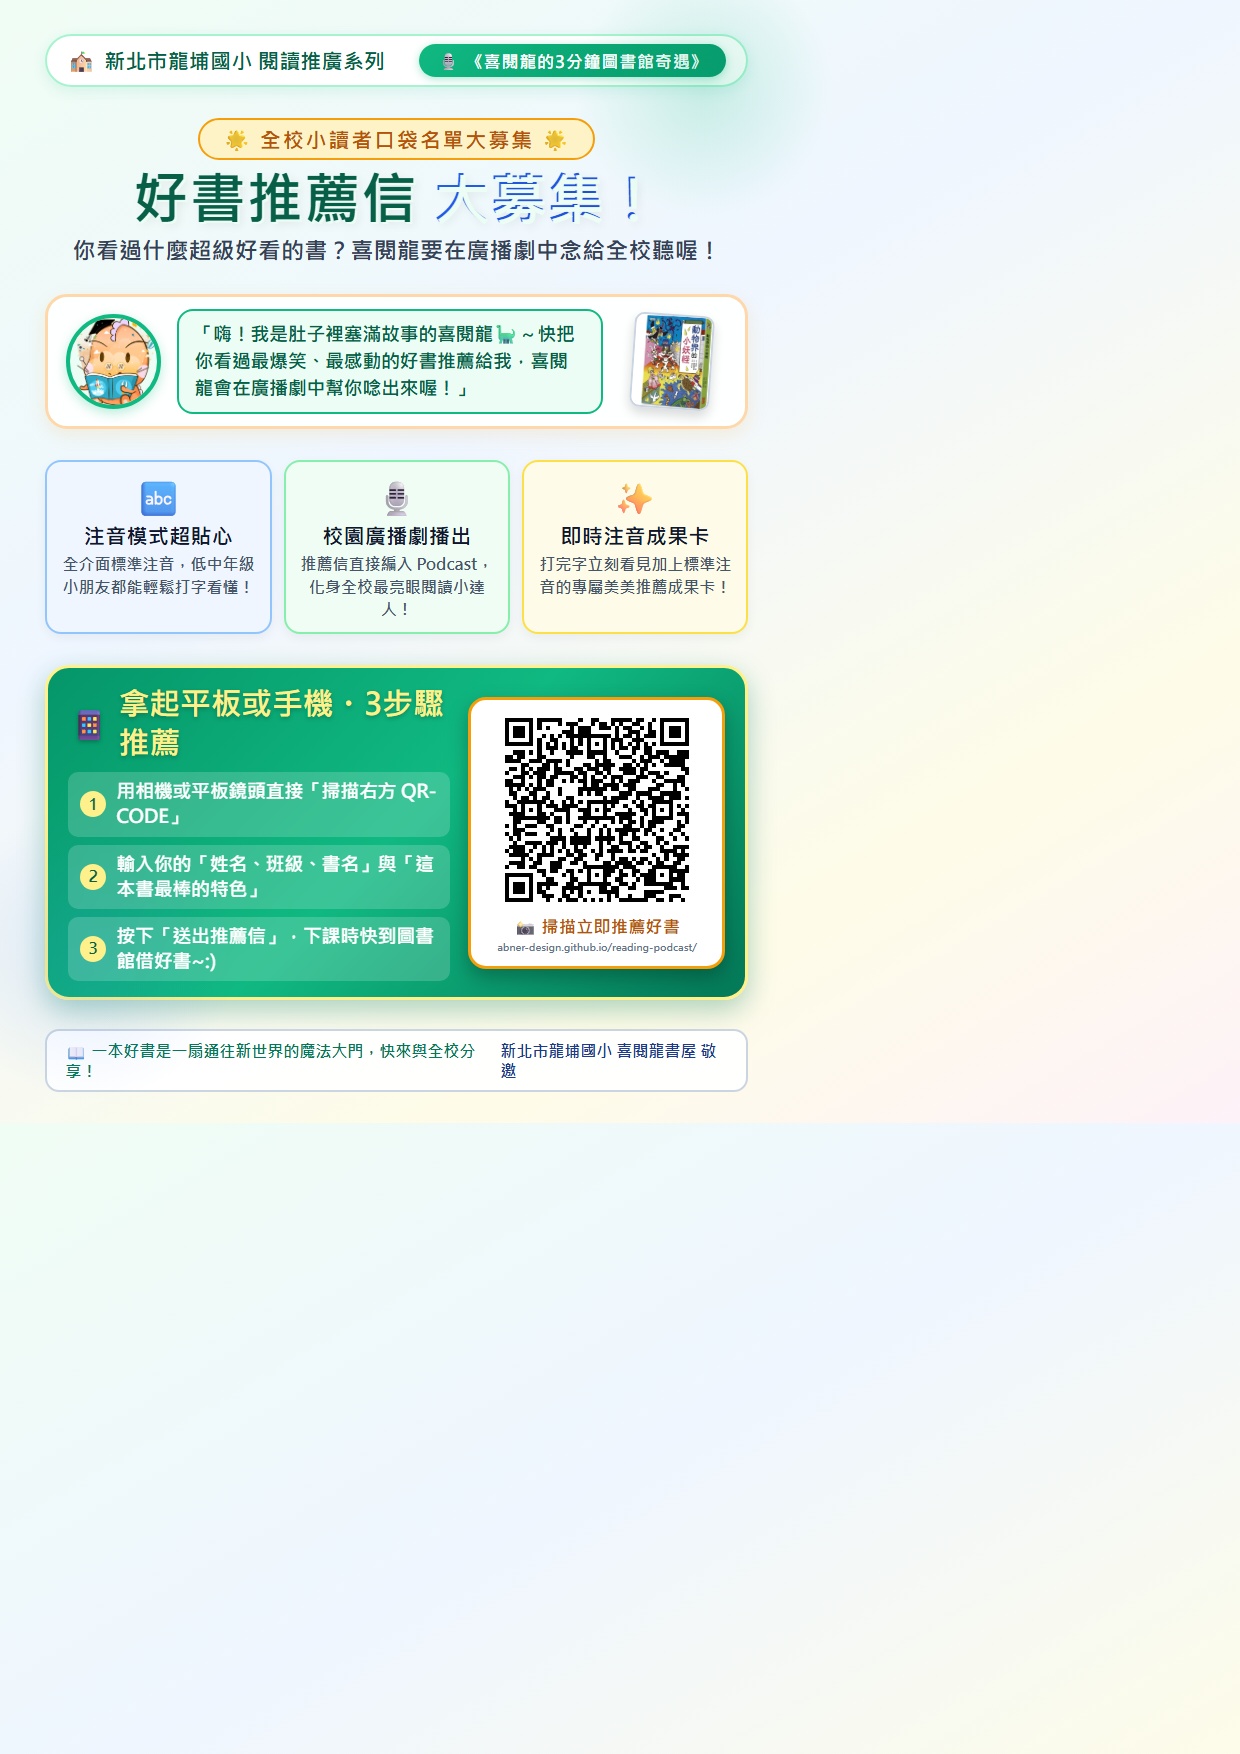 🏫 新北市龍埔國小 閱讀推廣系列
🎙️ 《喜閱龍的3分鐘圖書館奇遇》
🌟 全校小讀者口袋名單大募集 🌟
好書推薦信 大募集！
你看過什麼超級好看的書？喜閱龍要在廣播劇中念給全校聽喔！
「嗨！我是肚子裡塞滿故事的喜閱龍🦕～快把
你看過最爆笑、最感動的好書推薦給我，喜閱
龍會在廣播劇中幫你唸出來喔！」
動物界的
小妖怪
abc
注音模式超貼心
全介面標準注音，低中年級
小朋友都能輕鬆打字看懂！
校園廣播劇播出
推薦信直接編入 Podcast，
化身全校最亮眼閱讀小達
人！
即時注音成果卡
打完字立刻看見加上標準注
音的專屬美美推薦成果卡！
📱 拿起平板或手機・3步驟
推薦
1 用相機或平板鏡頭直接「掃描右方 QR-
CODE」
2 輸入你的「姓名、班級、書名」與「這
本書最棒的特色」
3 按下「送出推薦信」，下課時快到圖書
館借好書~:)
📸 掃描立即推薦好書
abner-design.github.io/reading-podcast/
📖 一本好書是一扇通往新世界的魔法大門，快來與全校分
享！
新北市龍埔國小 喜閱龍書屋 敬
邀